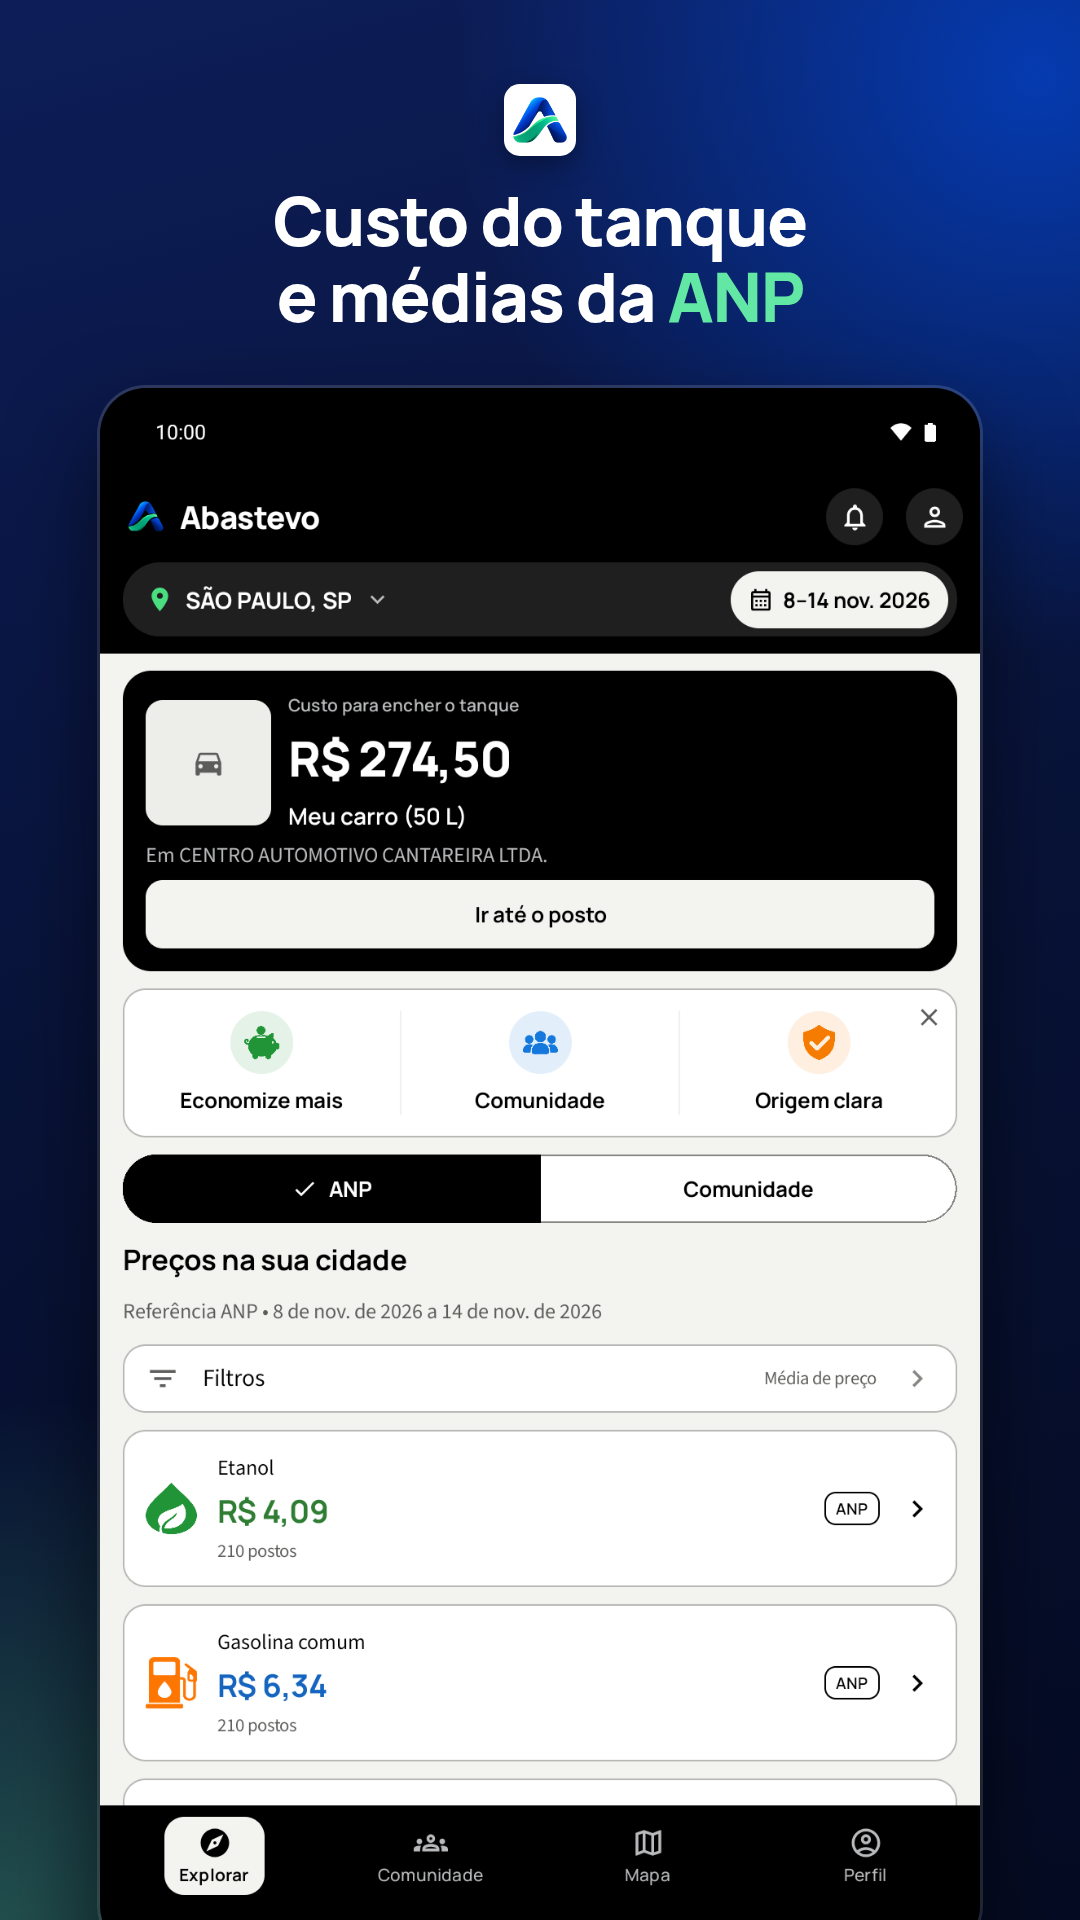 Custo do tanque
e médias da ANP
10:00
Abastevo
SÃO PAULO, SP
8–14 nov. 2026
Custo para encher o tanque
R$ 274,50
Meu carro (50 L)
Em CENTRO AUTOMOTIVO CANTAREIRA LTDA.
Ir até o posto
Economize mais
Comunidade
Origem clara
ANP
Comunidade
Preços na sua cidade
Referência ANP • 8 de nov. de 2026 a 14 de nov. de 2026
Filtros
Média de preço
Etanol
R$ 4,09
210 postos
ANP
Gasolina comum
R$ 6,34
210 postos
ANP
Explorar
Comunidade
Mapa
Perfil